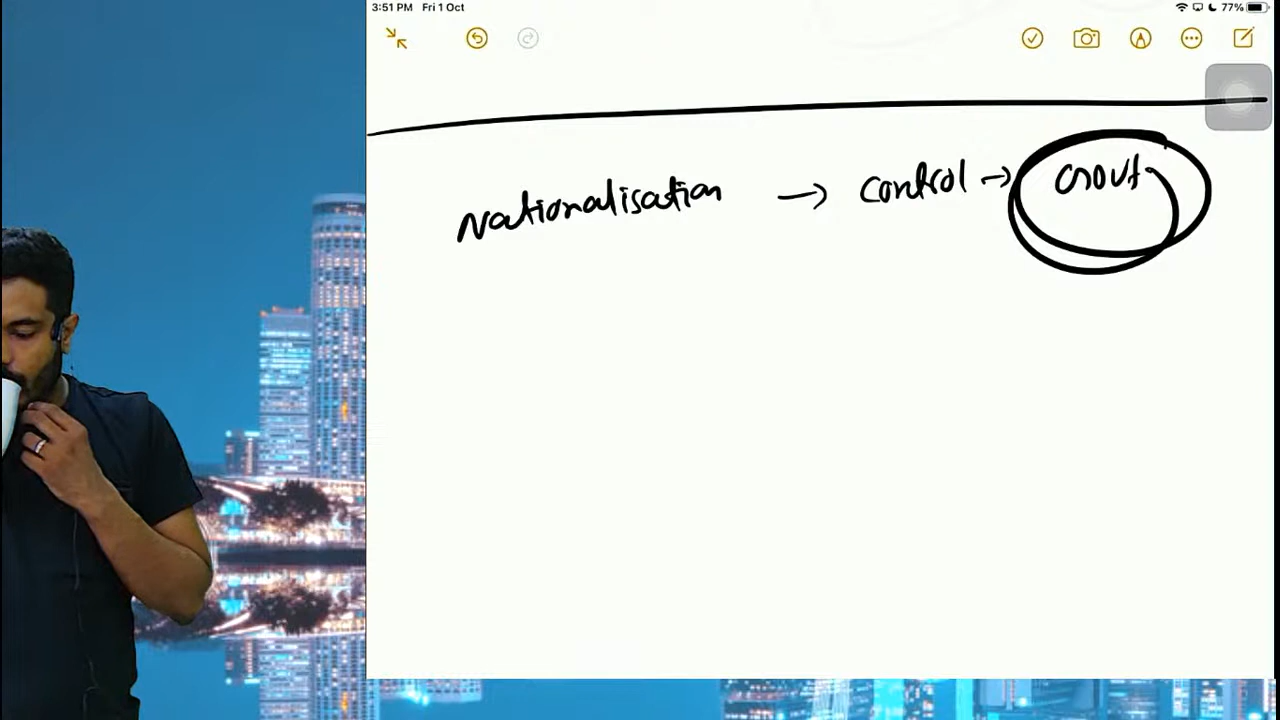 3:51 PM Fri 1 Oct 77%
Nationalisation → control → Govt.